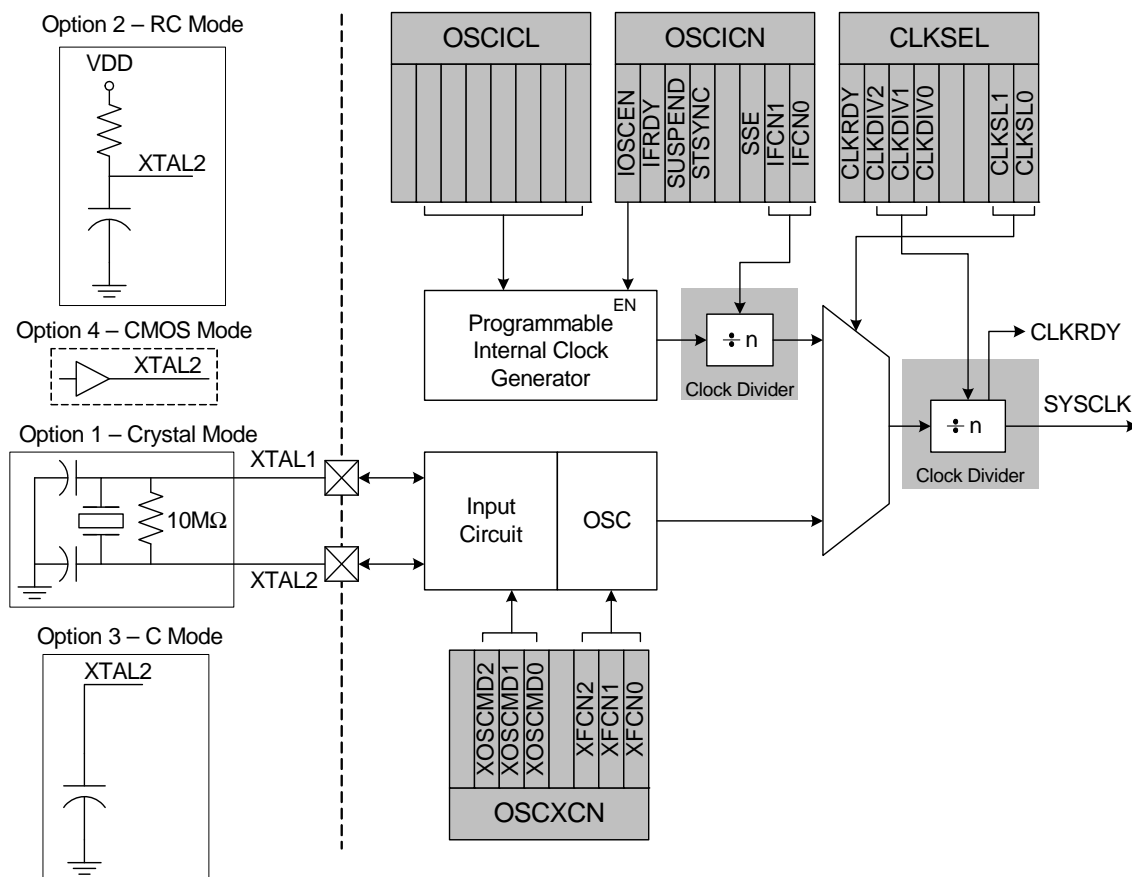 Option 2 – RC Mode
VDD
XTAL2
Option 4 – CMOS Mode
XTAL2
Option 1 – Crystal Mode
XTAL1
10MΩ
XTAL2
Option 3 – C Mode
XTAL2
OSCICL
OSCICN
IOSCEN
IFRDY
SUSPEND
STSYNC
SSE
IFCN1
IFCN0
CLKSEL
CLKRDY
CLKDIV2
CLKDIV1
CLKDIV0
CLKSL1
CLKSL0
EN
Programmable
Internal Clock
Generator
÷ n
Clock Divider
CLKRDY
SYSCLK
÷ n
Clock Divider
Input
Circuit
OSC
XOSCMD2
XOSCMD1
XOSCMD0
XFCN2
XFCN1
XFCN0
OSCXCN